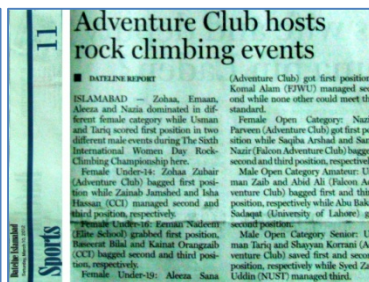 11
Sports
Dateline Islamabad
Adventure Club hosts
rock climbing events
DATELINE REPORT
ISLAMABAD — Zohaa, Emaan,
Aleeza and Nazia dominated in dif-
ferent female category while Usman
and Tariq scored first position in two
different male events during The Sixth
International Women Day Rock-
Climbing Championship here.
Female Under-14: Zohaa Zubair
(Adventure Club) bagged first posi-
tion while Zainab Jamshed and Isha
Hassan (CCI) managed second and
third position, respectively.
Female Under-16: Eeman Nadeem
(Elite School) grabbed first position,
Baseerat Bilal and Kainat Orangzaib
(CCI) bagged second and third posi-
tion, respectively.
Female Under-19: Aleeza Sana
(Adventure Club) got first position
Komal Alam (FJWU) managed sec
ond while none other could meet th
standard.
Female Open Category: Nazi
Parveen (Adventure Club) got first po
sition while Saqiba Arshad and San
Nazir (Falcon Adventure Club) bagge
second and third position, respectivel
Male Open Category Amateur: U
man Zaib and Abid Ali (Falcon Ad
venture Club) bagged first and thi
position, respectively while Abu Bak
Sadaqat (University of Lahore) g
second position.
Male Open Category Senior: U
man Tariq and Shayyan Korrani (A
venture Club) saved first and secon
position, respectively while Syed Za
Uddin (NUST) managed third.